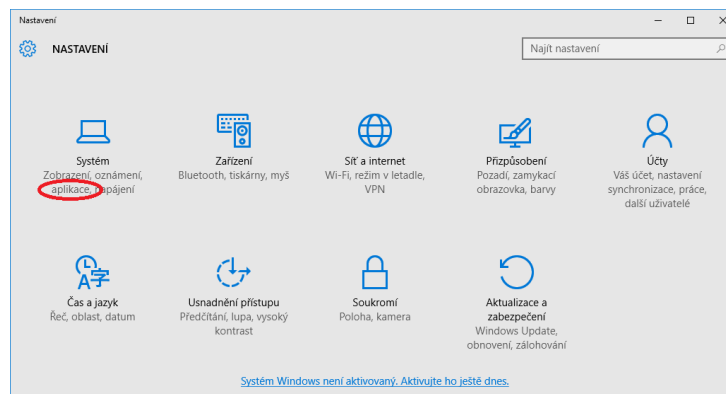 Nastavení
NASTAVENÍ
Najít nastavení
Systém
Zobrazení, oznámení,
aplikace, napájení
Zařízení
Bluetooth, tiskárny, myš
Síť a internet
Wi-Fi, režim v letadle,
VPN
Přizpůsobení
Pozadí, zamykací
obrazovka, barvy
Účty
Váš účet, nastavení
synchronizace, práce,
další uživatelé
Čas a jazyk
Řeč, oblast, datum
Usnadnění přístupu
Předčítání, lupa, vysoký
kontrast
Soukromí
Poloha, kamera
Aktualizace a
zabezpečení
Windows Update,
obnovení, zálohování
Systém Windows není aktivovaný. Aktivujte ho ještě dnes.